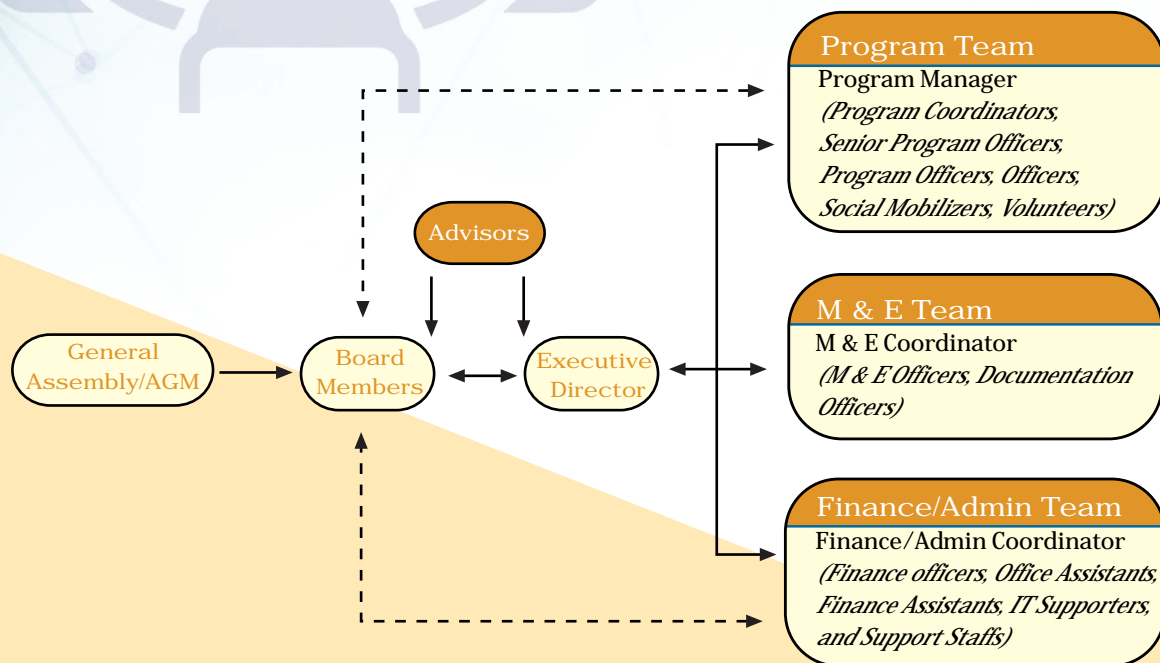 Program Team
Program Manager
(Program Coordinators,
Senior Program Officers,
Program Officers, Officers,
Social Mobilizers, Volunteers)
Advisors
General
Assembly/AGM
Board
Members
Executive
Director
M & E Team
M & E Coordinator
(M & E Officers, Documentation
Officers)
Finance/Admin Team
Finance/Admin Coordinator
(Finance officers, Office Assistants,
Finance Assistants, IT Supporters,
and Support Staffs)